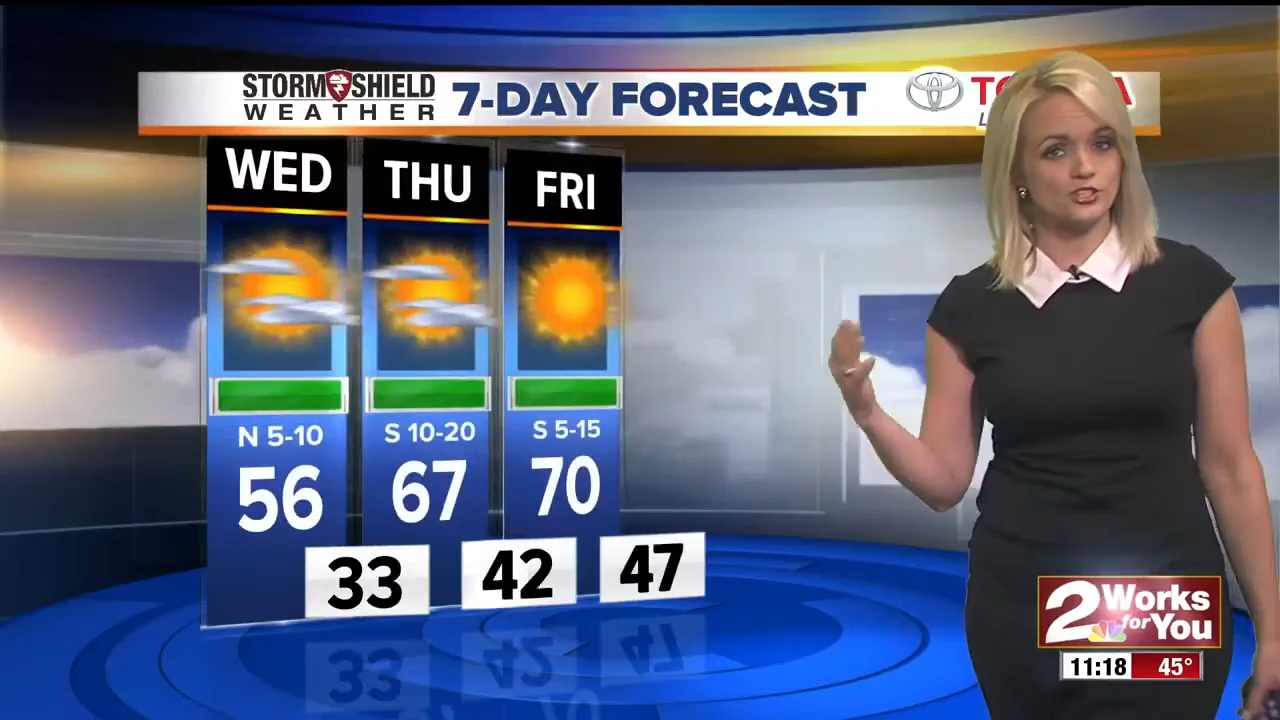 STORM SHIELD
WEATHER
7-DAY FORECAST
WED
THU
FRI
N 5-10
S 10-20
S 5-15
56
67
70
33
42
47
2 Works
for You
11:18 45°